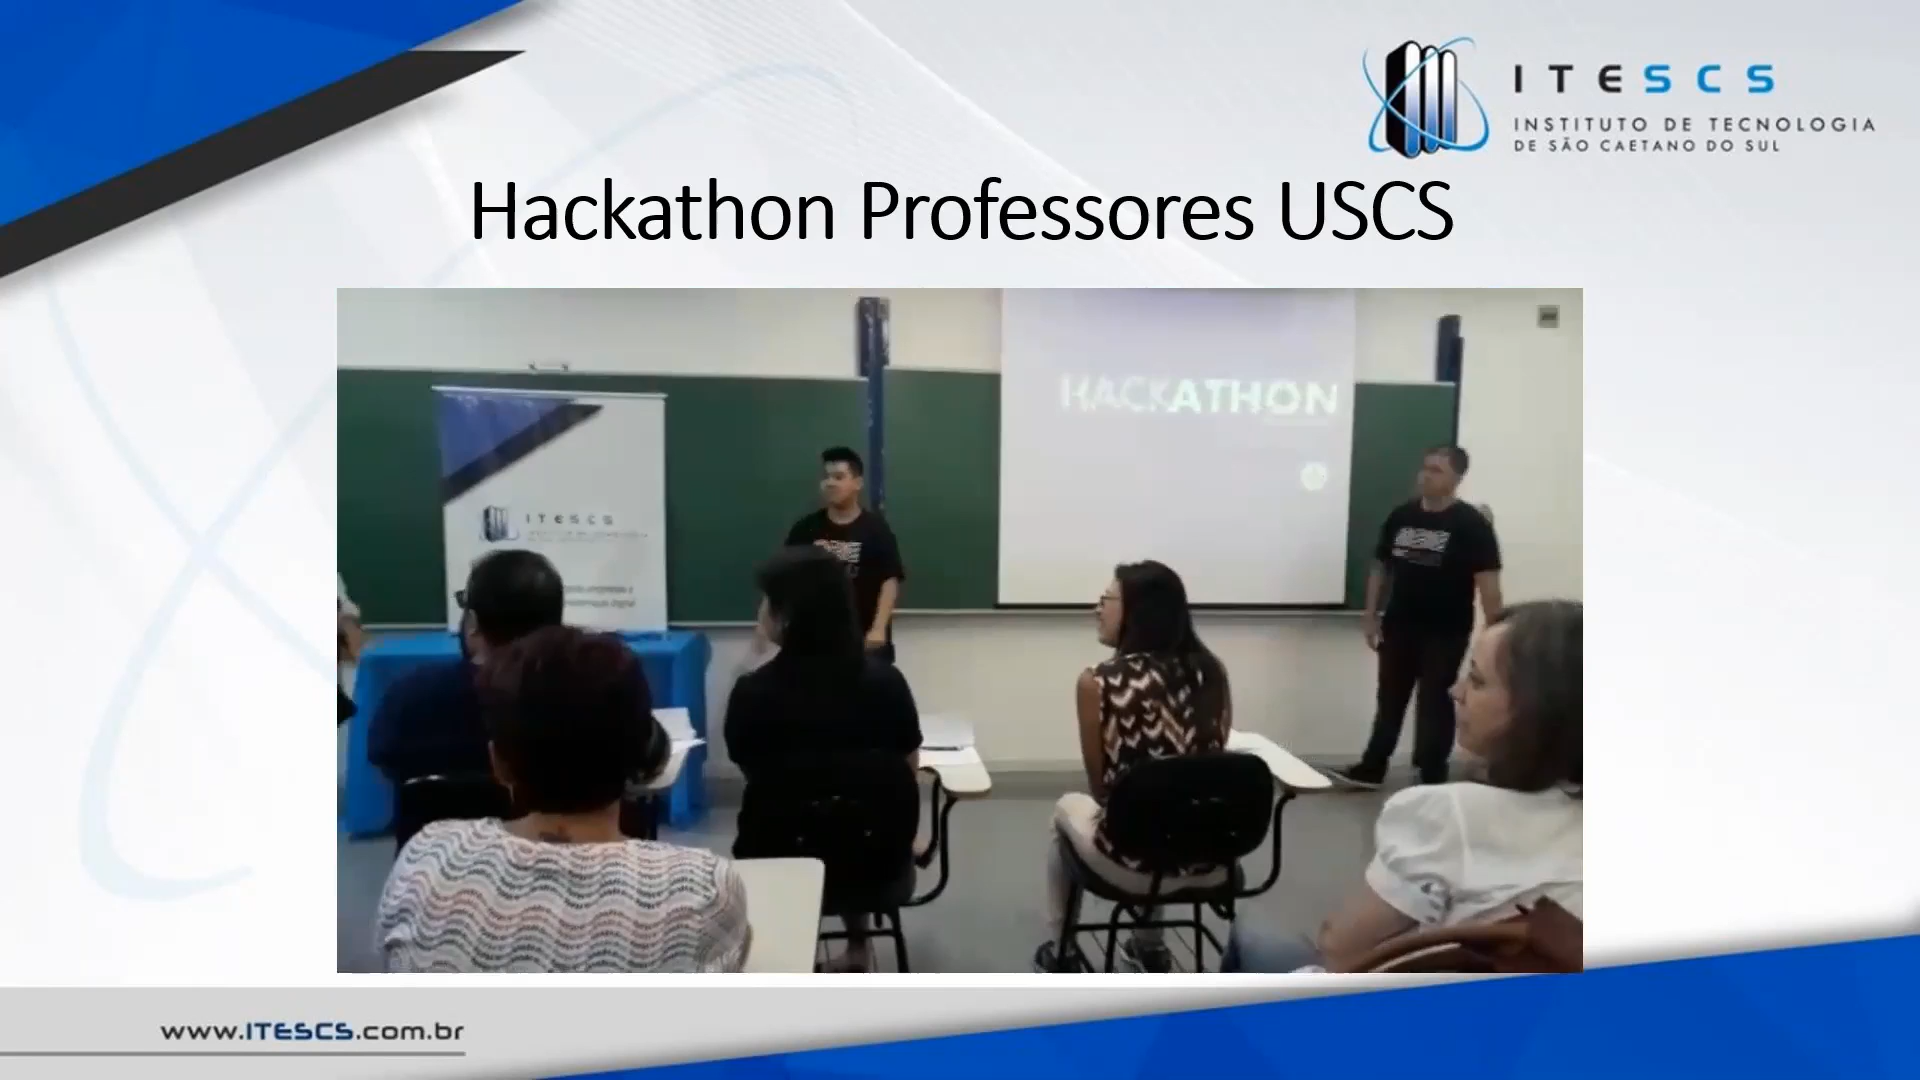 ITESCS
INSTITUTO DE TECNOLOGIA
DE SÃO CAETANO DO SUL
Hackathon Professores USCS
HACKATHON
ITESCS
www.ITESCS.com.br